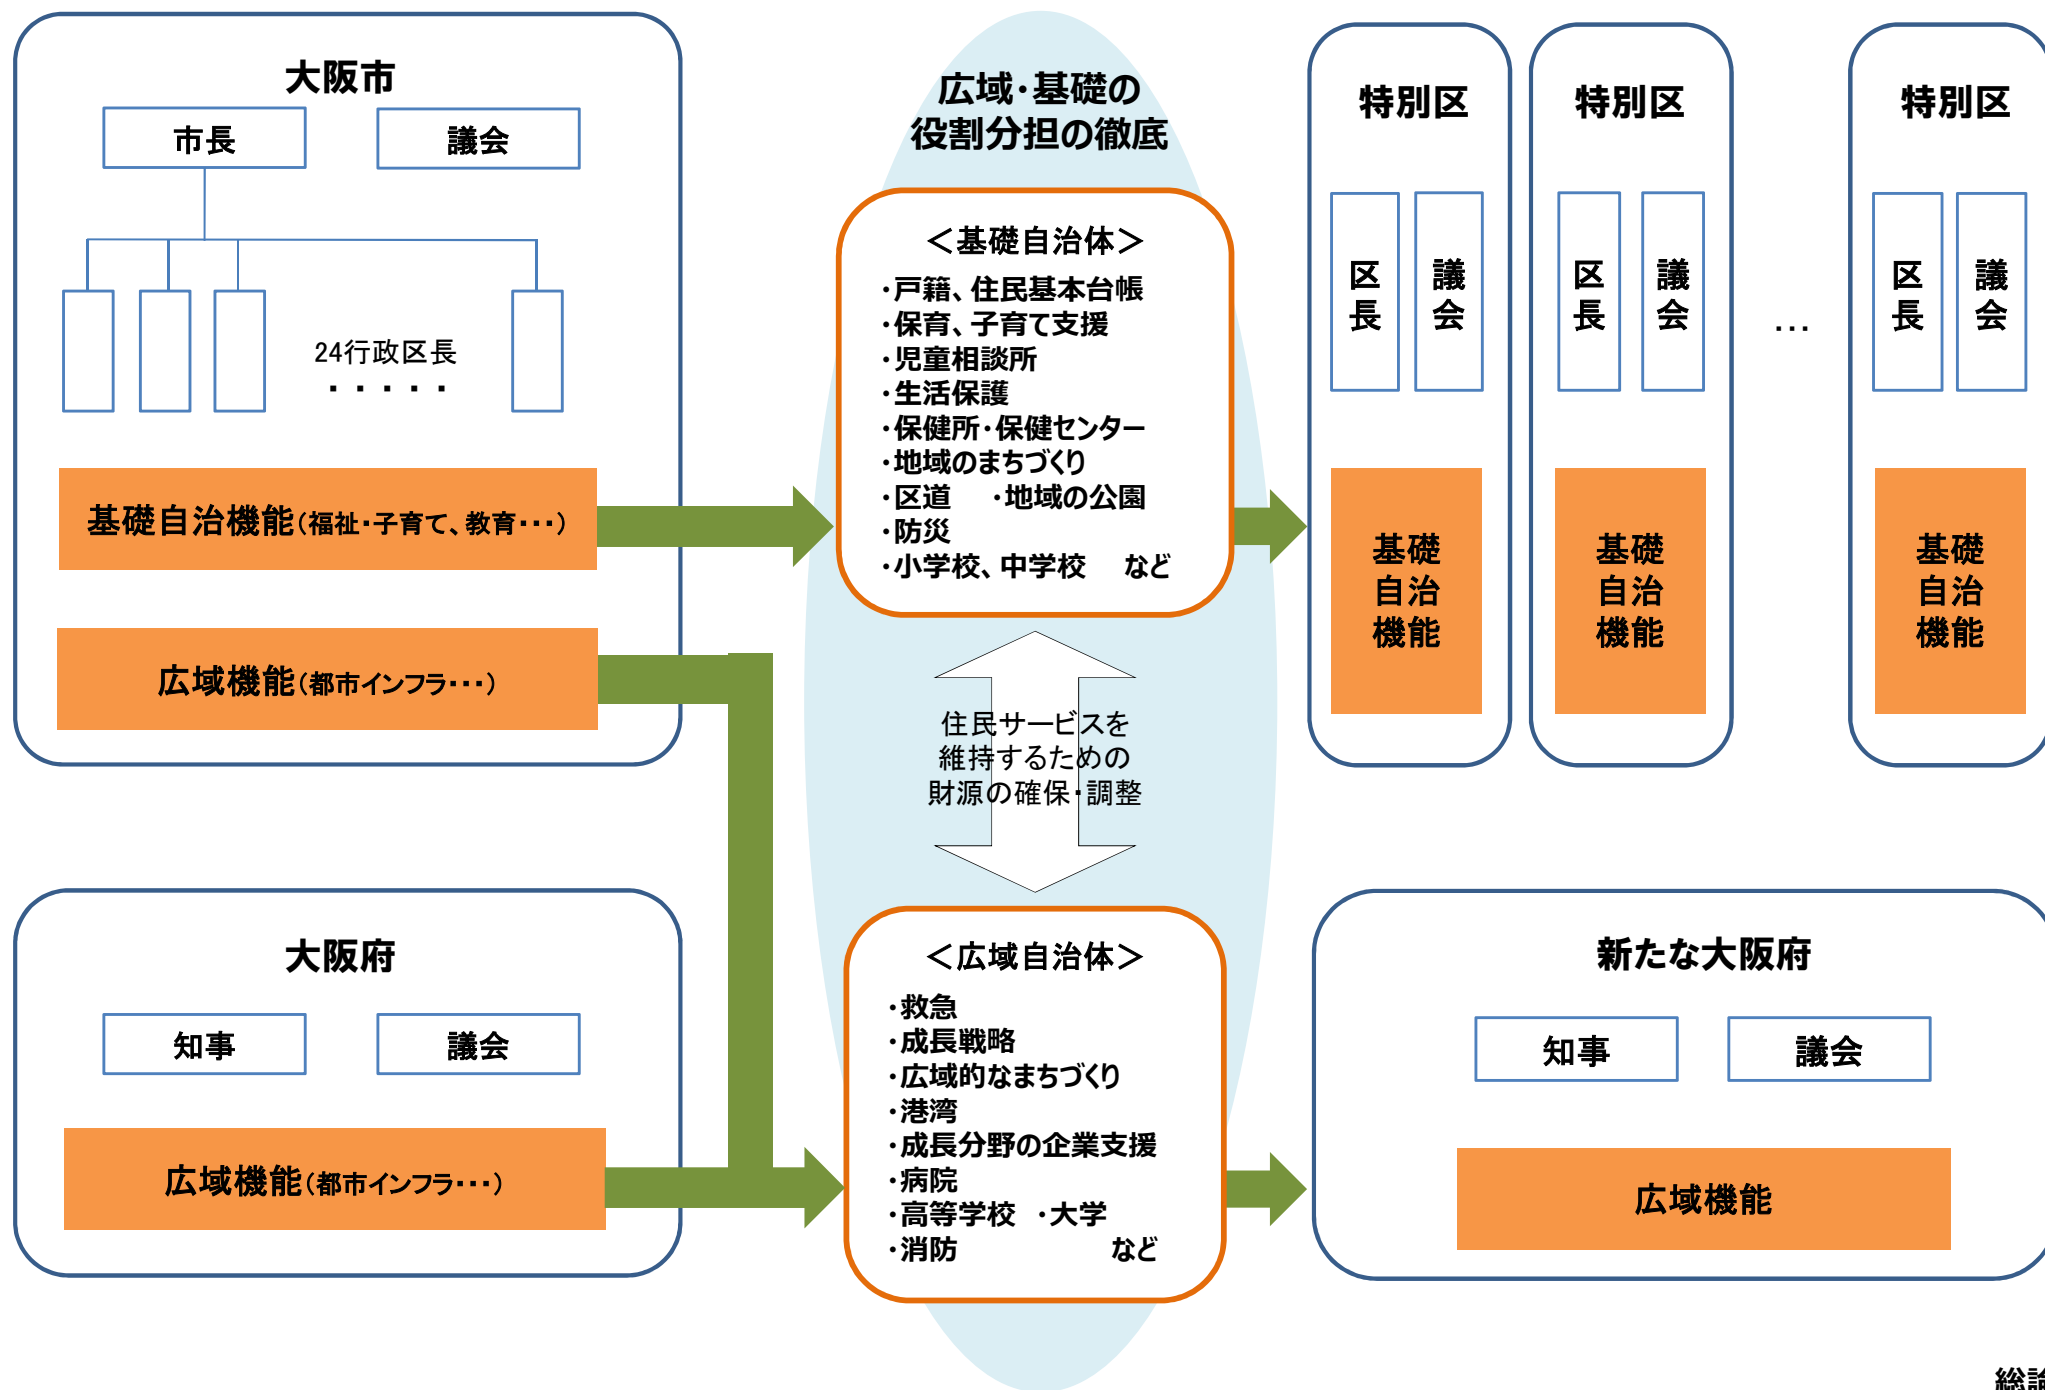 大阪市
市長
議会
24行政区長
・・・・・
基礎自治機能(福祉・子育て、教育・・・)
広域機能(都市インフラ・・・)
大阪府
知事
議会
広域機能(都市インフラ・・・)
広域・基礎の
役割分担の徹底
＜基礎自治体＞
・戸籍、住民基本台帳
・保育、子育て支援
・児童相談所
・生活保護
・保健所・保健センター
・地域のまちづくり
・区道　・地域の公園
・防災
・小学校、中学校　など
住民サービスを
維持するための
財源の確保・調整
＜広域自治体＞
・救急
・成長戦略
・広域的なまちづくり
・港湾
・成長分野の企業支援
・病院
・高等学校　・大学
・消防　など
特別区
区長
議会
基礎
自治
機能
特別区
区長
議会
基礎
自治
機能
…
特別区
区長
議会
基礎
自治
機能
新たな大阪府
知事
議会
広域機能
総論